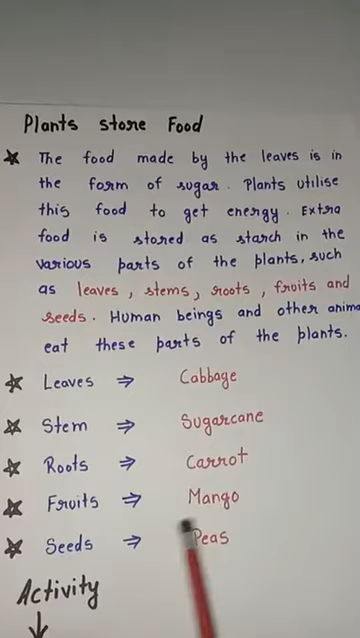 Plants store Food
The food made by the leaves is in
the form of sugar. Plants utilise
this food to get energy. Extra
food is stored as starch in the
various parts of the plants, such
as leaves, stems, roots, fruits and
seeds. Human beings and other anima
eat these parts of the plants.
Leaves ⇒ Cabbage
Stem ⇒ Sugarcane
Roots ⇒ Carrot
Fruits ⇒ Mango
Seeds ⇒ Peas
Activity